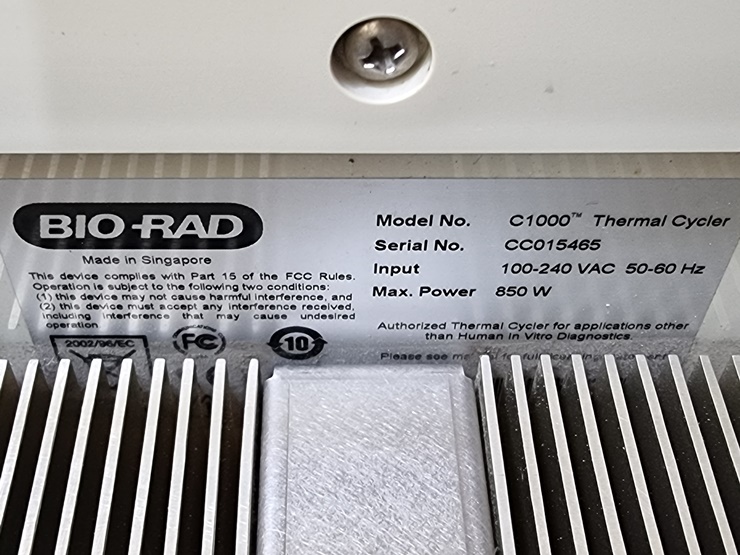 BIO-RAD
Made in Singapore
This device complies with Part 15 of the FCC Rules.
Operation is subject to the following two conditions:
(1) this device may not cause harmful interference, and
(2) this device must accept any interference received,
including interference that may cause undesired
operation
2002/96/EC
FC
10
Model No. C1000™ Thermal Cycler
Serial No. CC015465
Input 100-240 VAC 50-60 Hz
Max. Power 850 W
Authorized Thermal Cycler for applications other
than Human In Vitro Diagnostics.
Please see